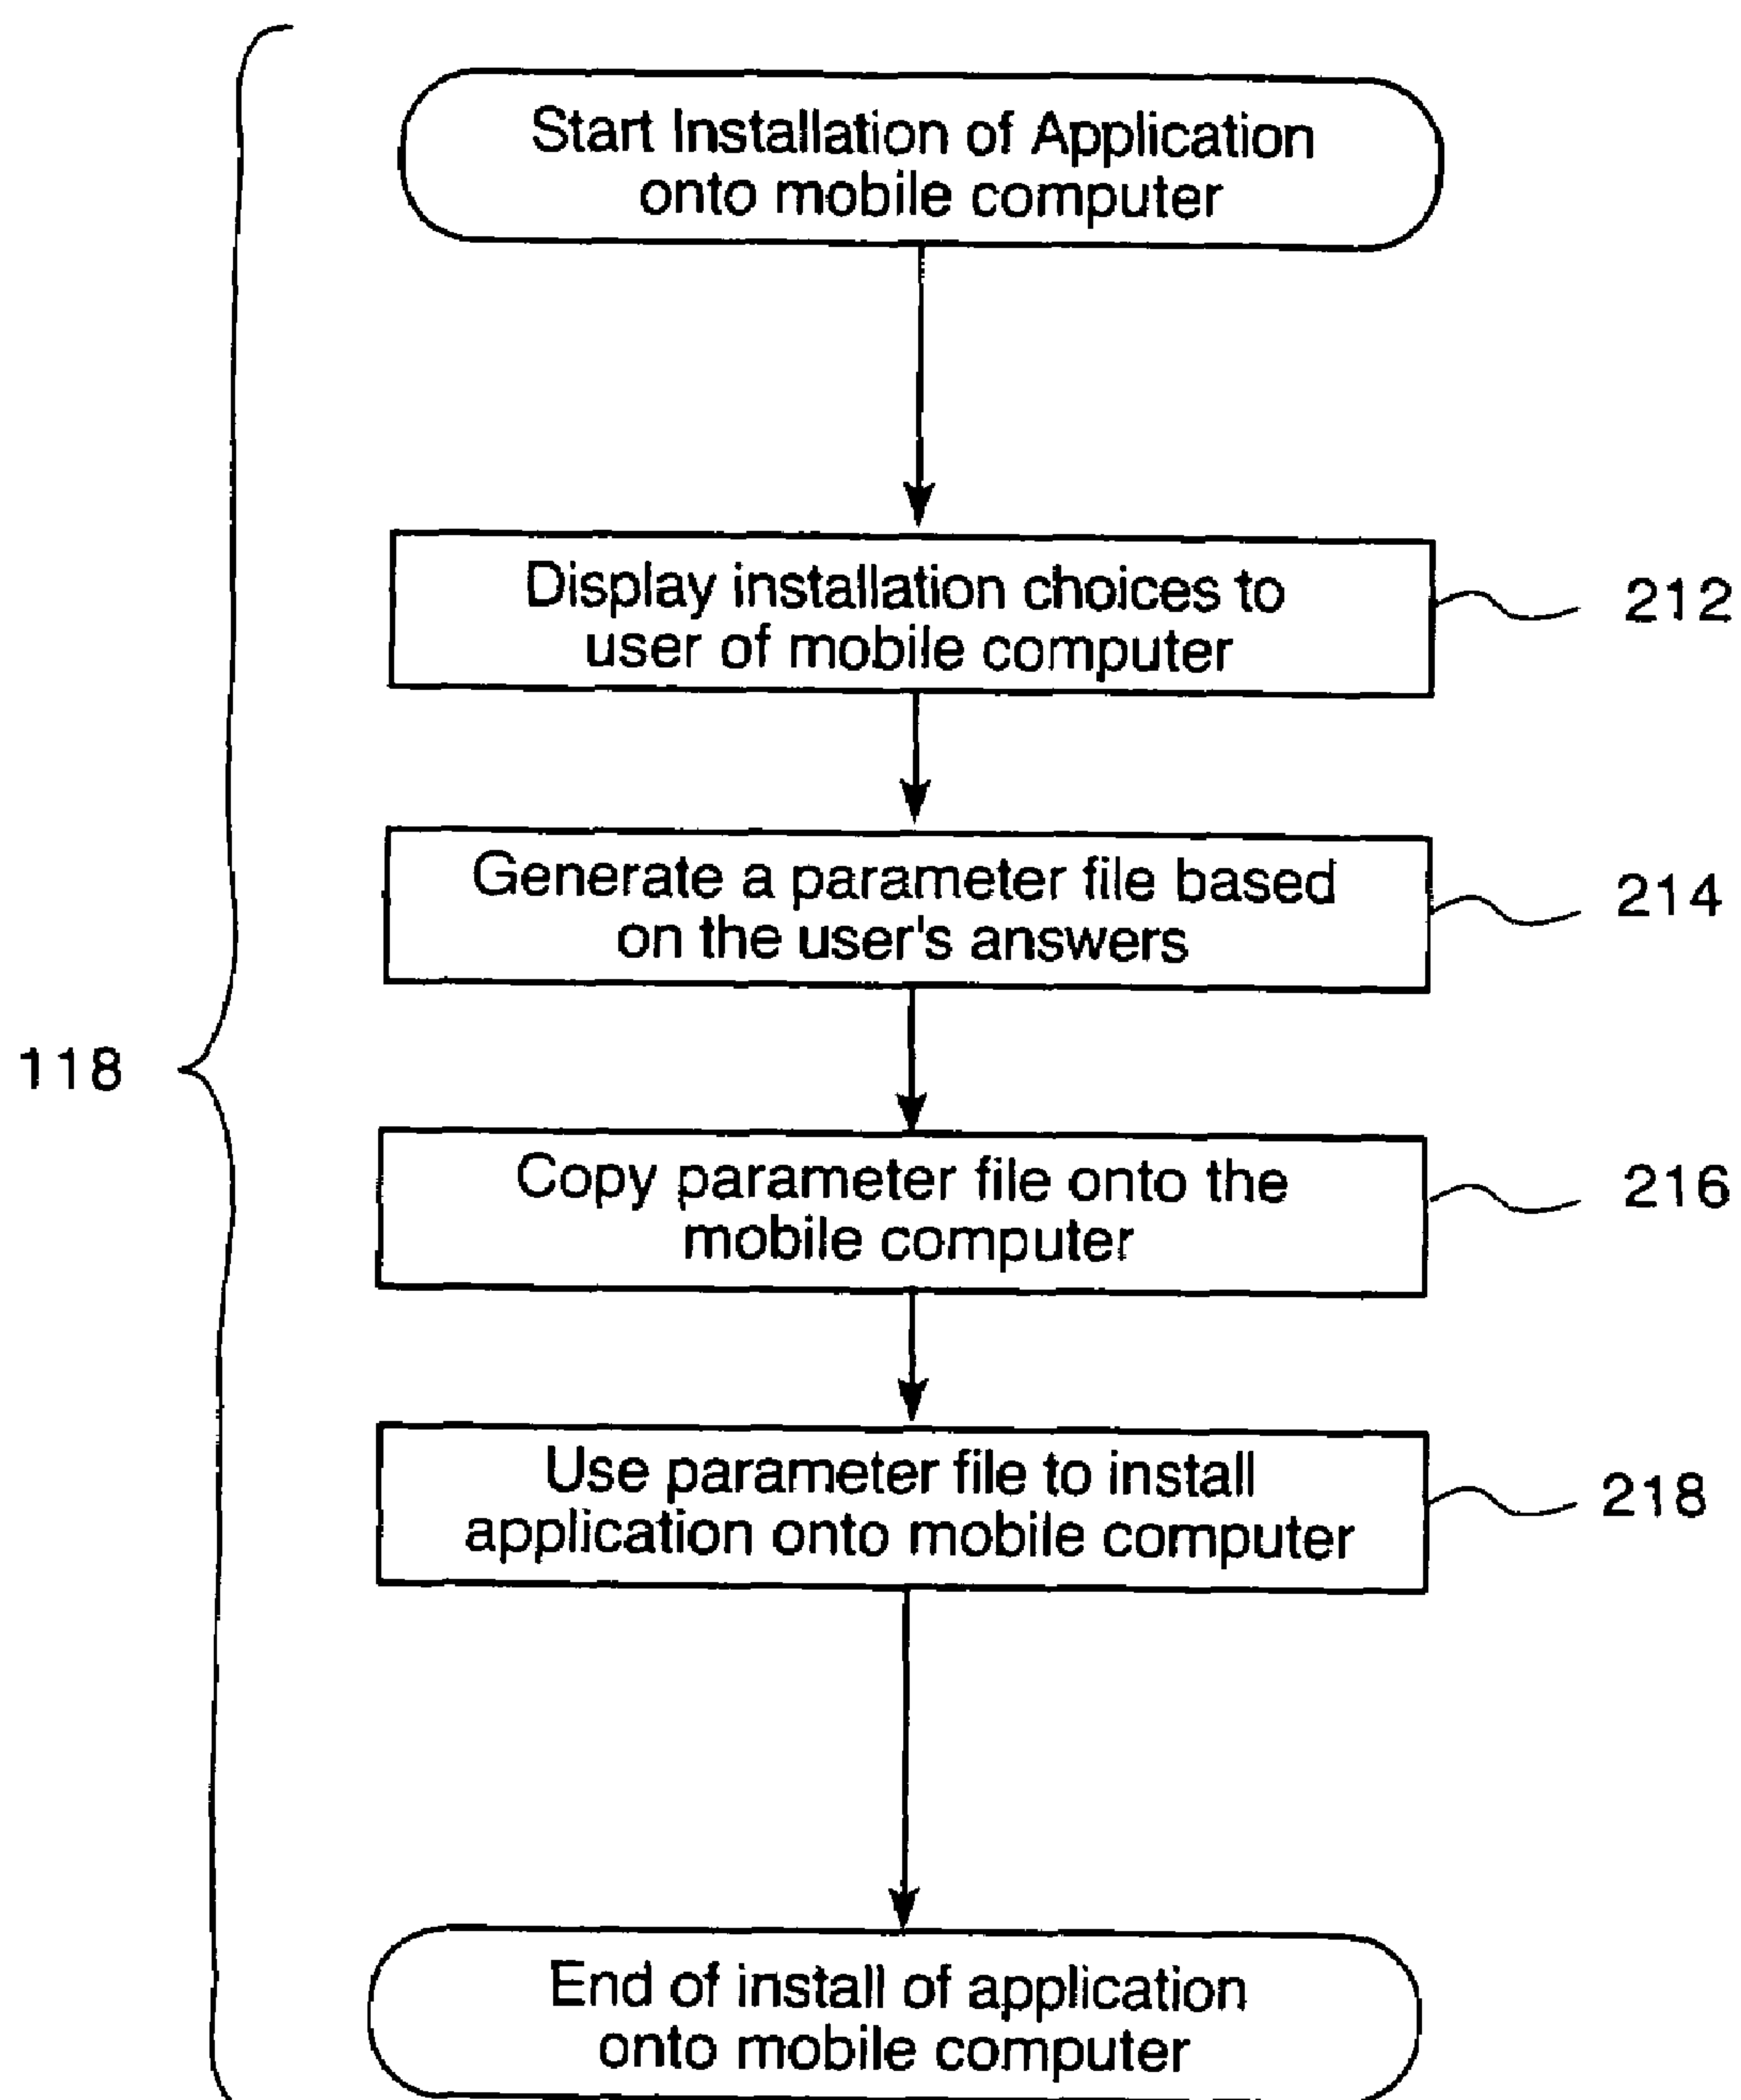 Start Installation of Application
onto mobile computer
Display installation choices to
user of mobile computer
212
Generate a parameter file based
on the user's answers
214
118
Copy parameter file onto the
mobile computer
216
Use parameter file to install
application onto mobile computer
218
End of install of application
onto mobile computer